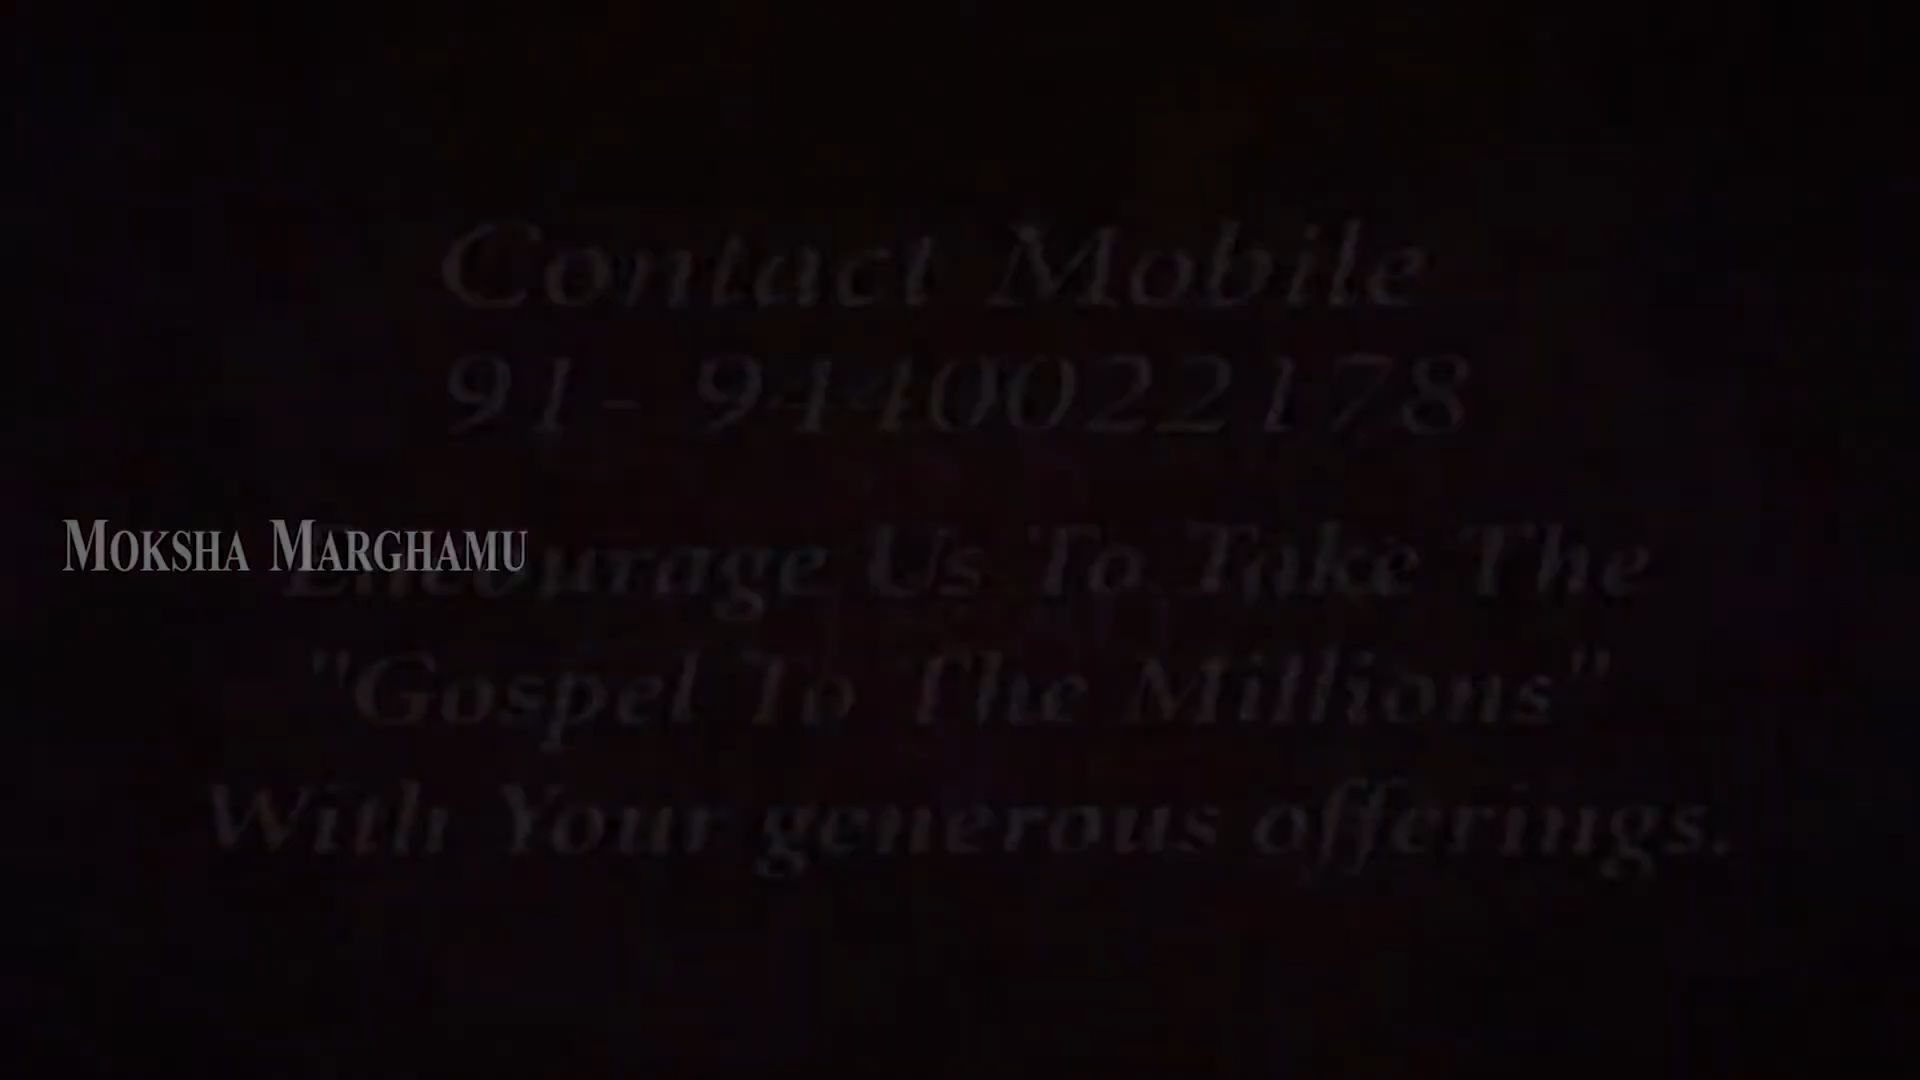 Contact Mobile
91- 9440022178
MOKSHA MARGHAMU
Encourage Us To Take The
"Gospel To The Millions"
With Your generous offerings.